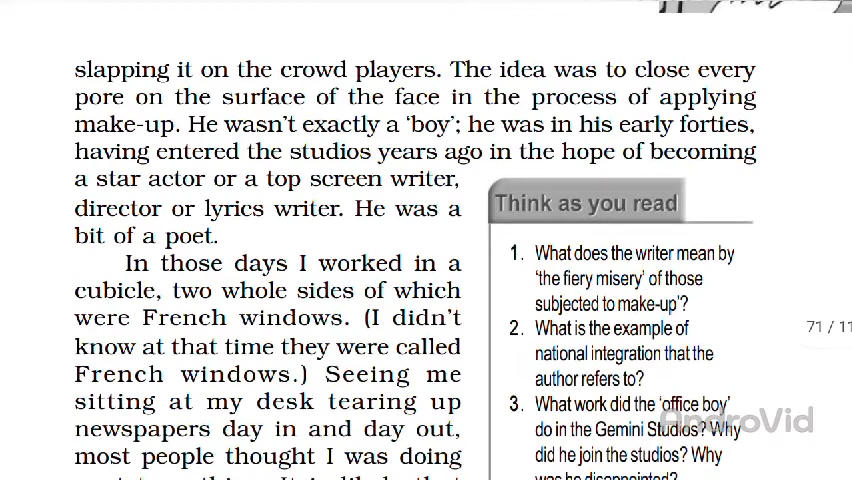 slapping it on the crowd players. The idea was to close every
pore on the surface of the face in the process of applying
make-up. He wasn't exactly a 'boy'; he was in his early forties,
having entered the studios years ago in the hope of becoming
a star actor or a top screen writer,
director or lyrics writer. He was a
bit of a poet.
In those days I worked in a
cubicle, two whole sides of which
were French windows. (I didn't
know at that time they were called
French windows.) Seeing me
sitting at my desk tearing up
newspapers day in and day out,
most people thought I was doing
Think as you read
1. What does the writer mean by
'the fiery misery' of those
subjected to make-up'?
2. What is the example of
national integration that the
author refers to?
3. What work did the 'office boy'
do in the Gemini Studios? Why
did he join the studios? Why
was he disappointed?
71 / 11
AndroVid